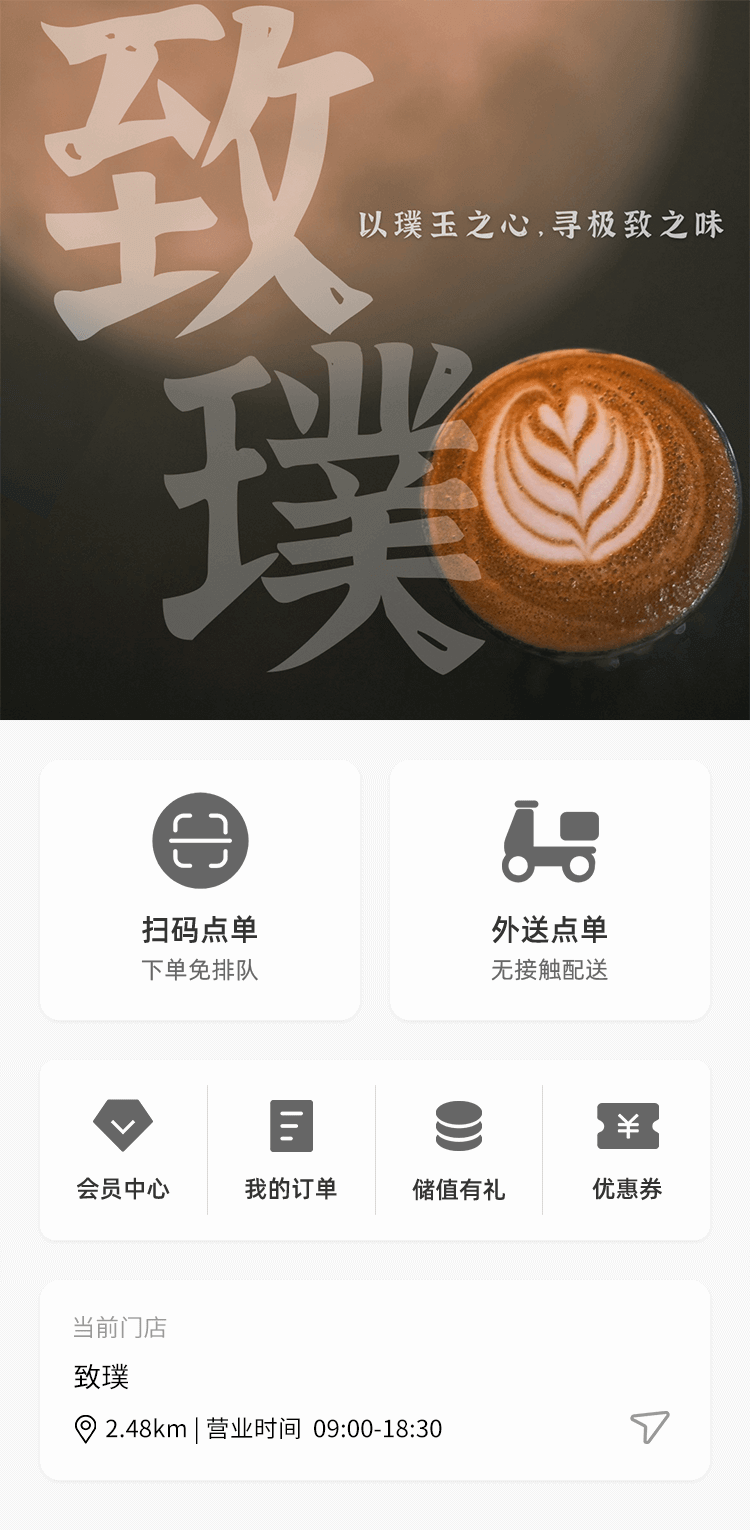 致
璞
以璞玉之心,寻极致之味
扫码点单
下单免排队
外送点单
无接触配送
会员中心
我的订单
储值有礼
¥
优惠券
当前门店
致璞
2.48km | 营业时间 09:00-18:30